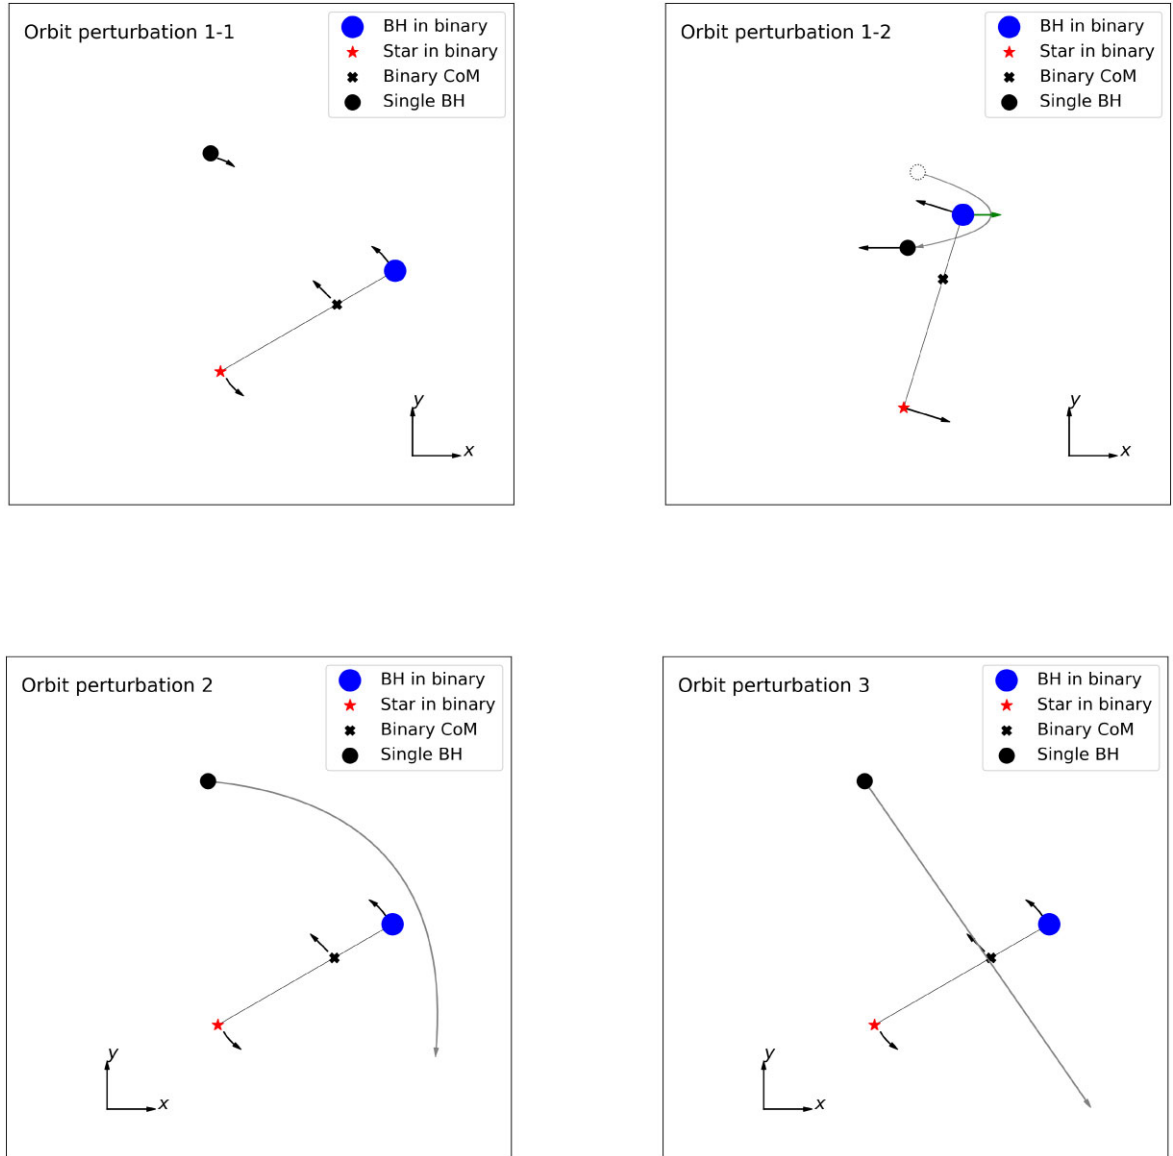 Orbit perturbation 1-1
BH in binary
Star in binary
Binary CoM
Single BH
y
x
Orbit perturbation 1-2
BH in binary
Star in binary
Binary CoM
Single BH
y
x
Orbit perturbation 2
BH in binary
Star in binary
Binary CoM
Single BH
y
x
Orbit perturbation 3
BH in binary
Star in binary
Binary CoM
Single BH
y
x